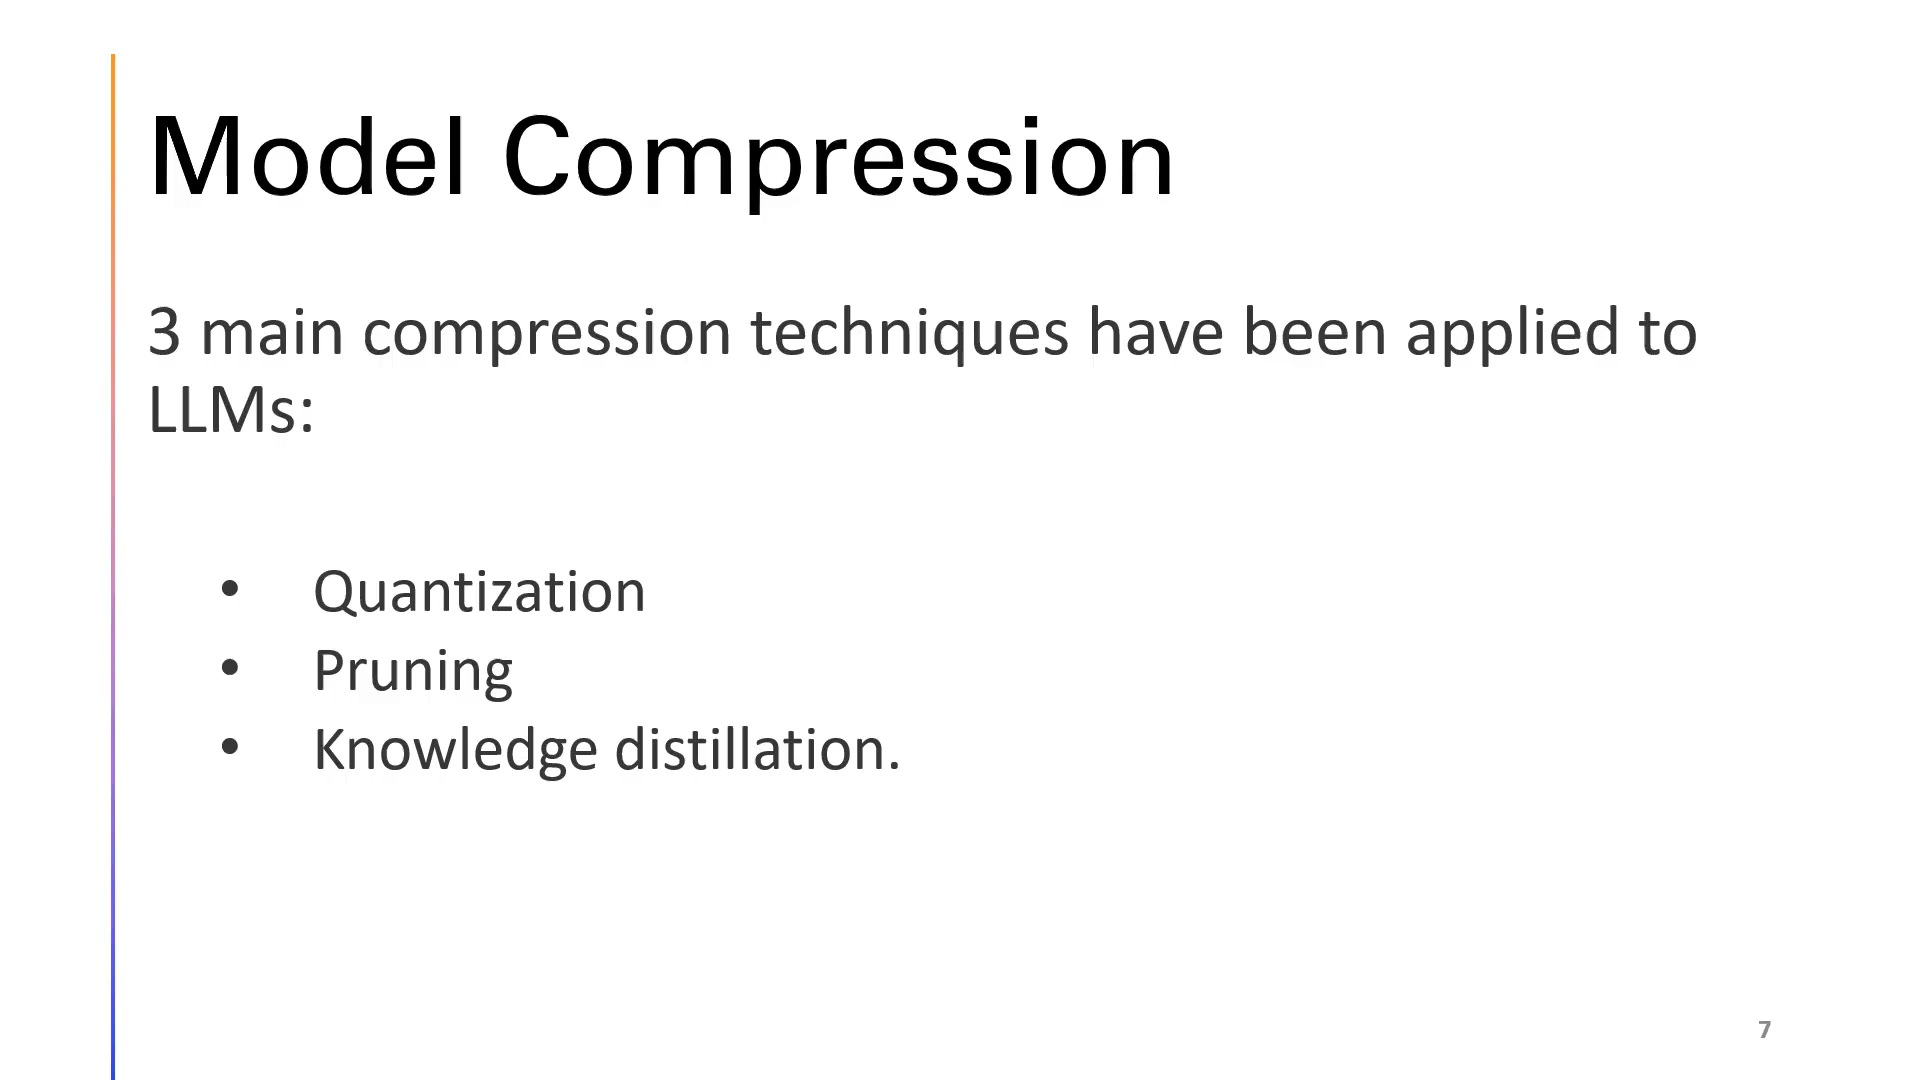 Model Compression
3 main compression techniques have been applied to
LLMs:
• Quantization
• Pruning
• Knowledge distillation.
7